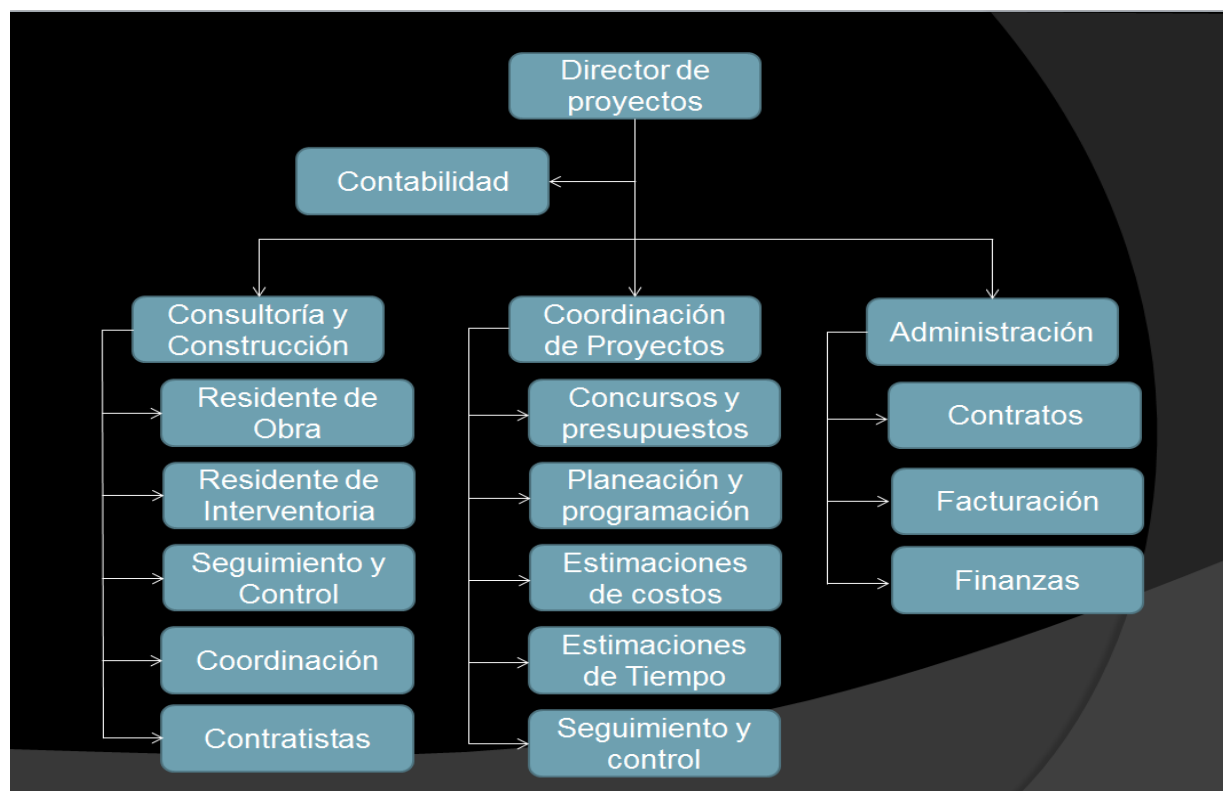 Director de
proyectos
Contabilidad
Consultoría y
Construcción
Residente de
Obra
Residente de
Interventoria
Seguimiento y
Control
Coordinación
Contratistas
Coordinación
de Proyectos
Concursos y
presupuestos
Planeación y
programación
Estimaciones
de costos
Estimaciones
de Tiempo
Seguimiento y
control
Administración
Contratos
Facturación
Finanzas